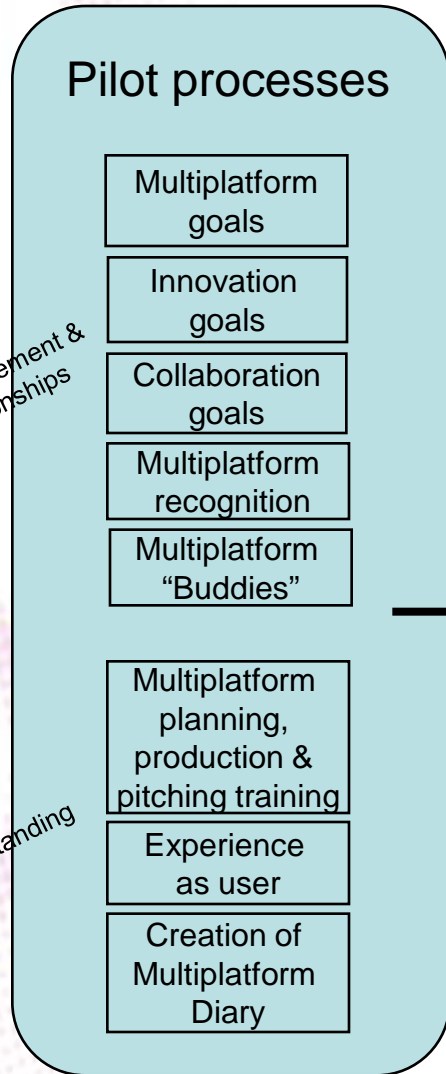 Pilot processes
Multiplatform
goals
Innovation
goals
Collaboration
goals
Multiplatform
recognition
Multiplatform
“Buddies”
Multiplatform
planning,
production &
pitching training
Experience
as user
Creation of
Multiplatform
Diary
&